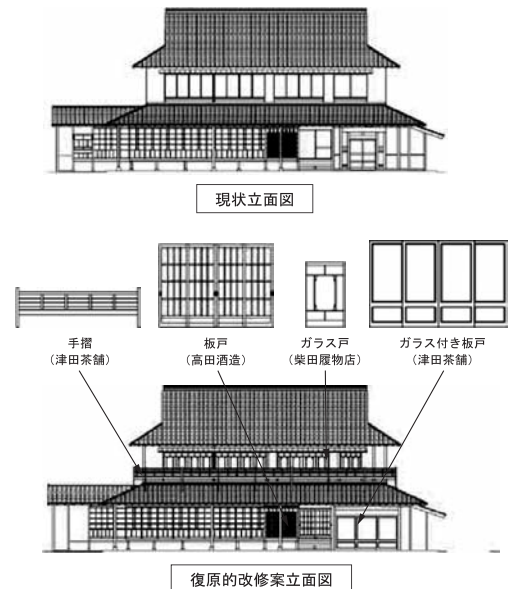 現状立面図
手摺
（津田茶舗）
板戸
（高田酒造）
ガラス戸
（柴田履物店）
ガラス付き板戸
（津田茶舗）
復原的改修案立面図